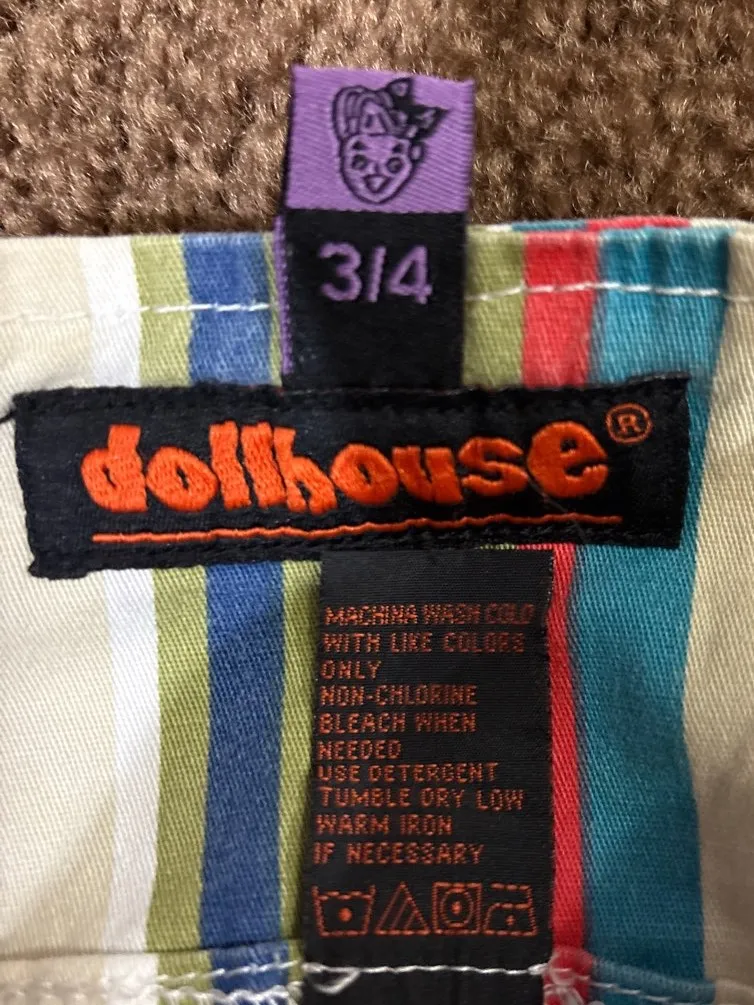 3/4
dollhouse®
MACHINA WASH COLD
WITH LIKE COLORS
ONLY
NON-CHLORINE
BLEACH WHEN
NEEDED
USE DETERGENT
TUMBLE DRY LOW
WARM IRON
IF NECESSARY